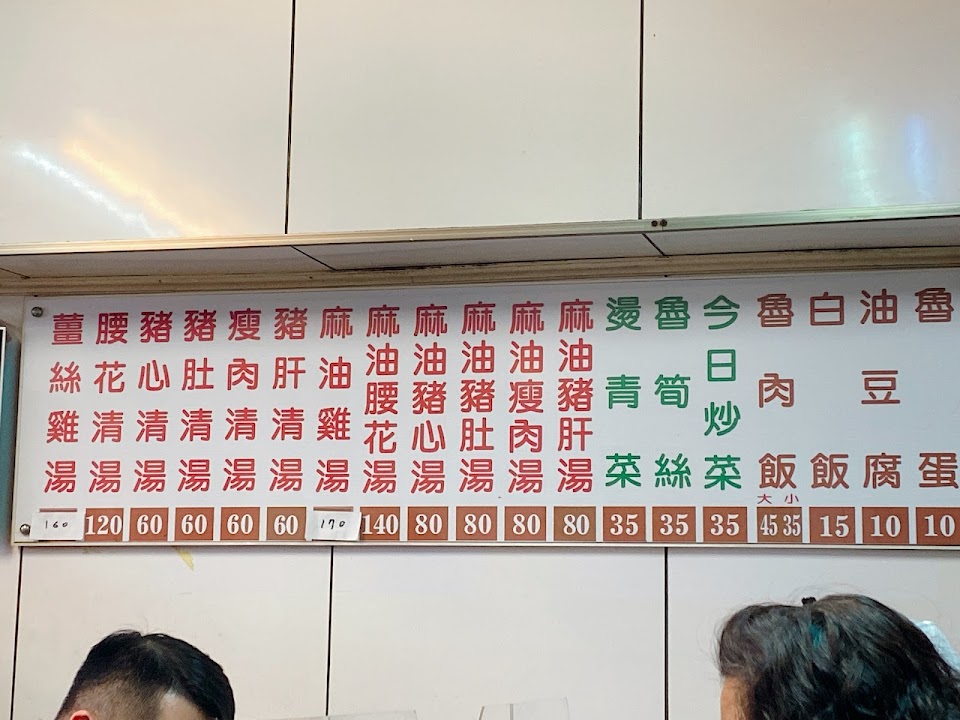 魯蛋
10
油豆腐
10
白飯
15
魯肉飯
大 小
45 35
今日炒菜
35
魯筍絲
35
燙青菜
35
麻油豬肝湯
80
麻油瘦肉湯
80
麻油豬肚湯
80
麻油豬心湯
80
麻油腰花湯
140
麻油雞湯
170
豬肝清湯
60
瘦肉清湯
60
豬肚清湯
60
豬心清湯
60
腰花清湯
120
薑絲雞湯
160